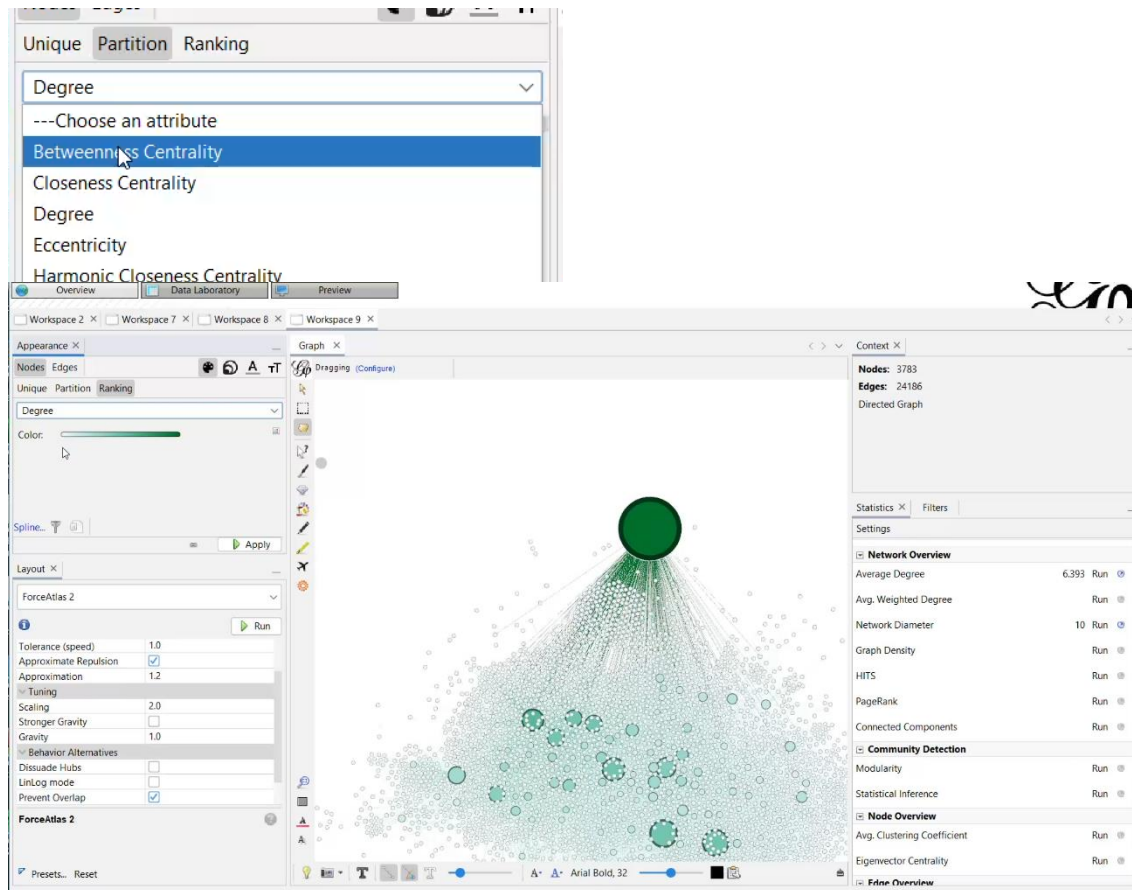 Nodes Edges
Unique Partition Ranking
Degree
---Choose an attribute
Betweenness Centrality
Closeness Centrality
Degree
Eccentricity
Harmonic Closeness Centrality
Overview Data Laboratory Preview
Workspace 2 × Workspace 7 × Workspace 8 × Workspace 9 ×
Appearance ×
Nodes Edges
Unique Partition Ranking
Degree
Color:
Spline...
Apply
Layout ×
ForceAtlas 2
Run
Tolerance (speed) 1.0
Approximate Repulsion
Approximation 1.2
Tuning
Scaling 2.0
Stronger Gravity
Gravity 1.0
Behavior Alternatives
Dissuade Hubs
LinLog mode
Prevent Overlap
ForceAtlas 2
Presets... Reset
Graph ×
Dragging (Configure)
A- A+ Arial Bold, 32
Context ×
Nodes: 3783
Edges: 24186
Directed Graph
Statistics × Filters
Settings
Network Overview
Average Degree 6.393 Run
Avg. Weighted Degree Run
Network Diameter 10 Run
Graph Density Run
HITS Run
PageRank Run
Connected Components Run
Community Detection
Modularity Run
Statistical Inference Run
Node Overview
Avg. Clustering Coefficient Run
Eigenvector Centrality Run
Edge Overview